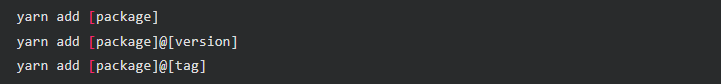 yarn add [package]
yarn add [package]@[version]
yarn add [package]@[tag]